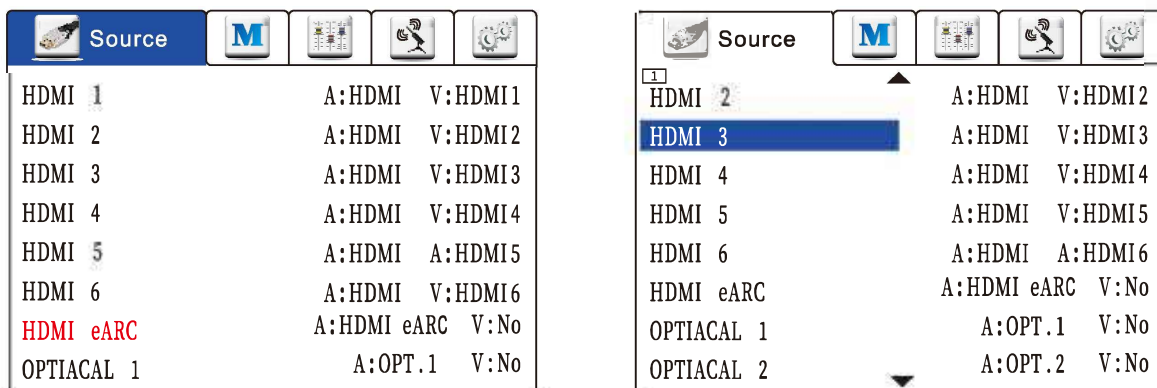 Source M
HDMI 1 A:HDMI V:HDMI1
HDMI 2 A:HDMI V:HDMI2
HDMI 3 A:HDMI V:HDMI3
HDMI 4 A:HDMI V:HDMI4
HDMI 5 A:HDMI A:HDMI5
HDMI 6 A:HDMI V:HDMI6
HDMI eARC A:HDMI eARC V:No
OPTIACAL 1 A:OPT.1 V:No
Source M
1
HDMI 2 A:HDMI V:HDMI2
HDMI 3 A:HDMI V:HDMI3
HDMI 4 A:HDMI V:HDMI4
HDMI 5 A:HDMI V:HDMI5
HDMI 6 A:HDMI A:HDMI6
HDMI eARC A:HDMI eARC V:No
OPTIACAL 1 A:OPT.1 V:No
OPTIACAL 2 A:OPT.2 V:No